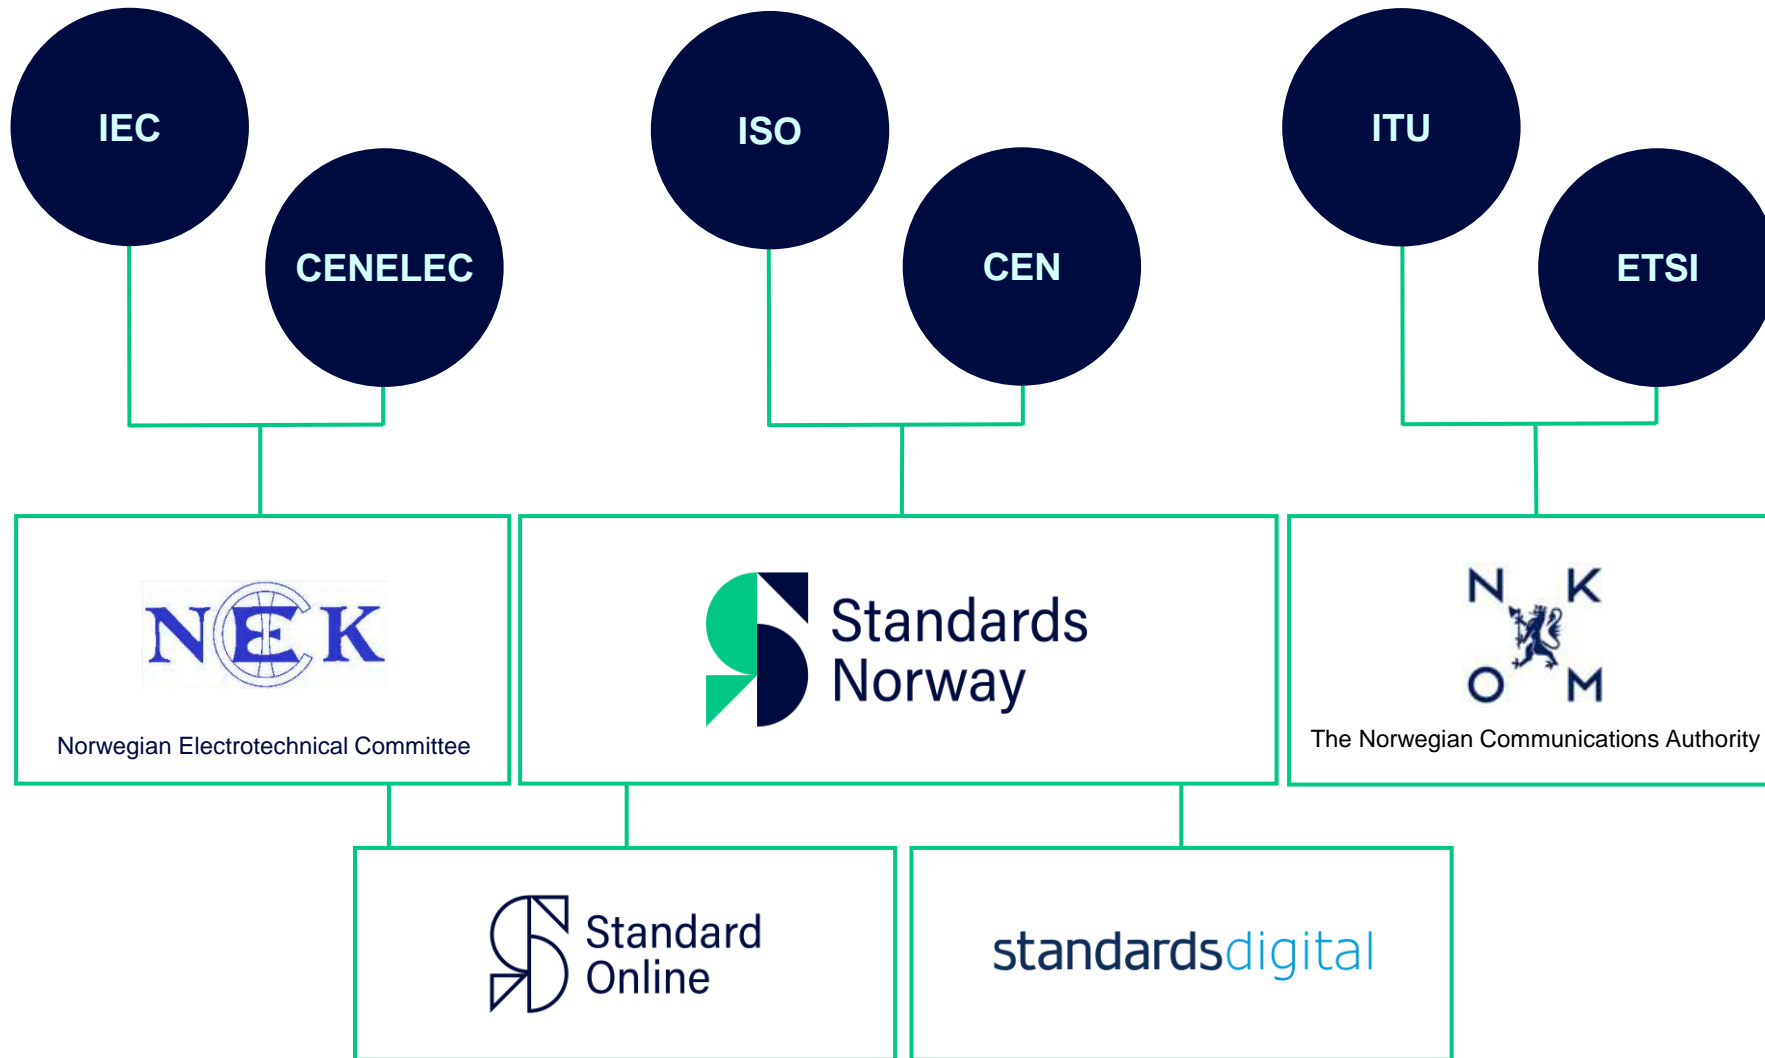 IEC
CENELEC
ISO
CEN
ITU
ETSI
NEK
Norwegian Electrotechnical Committee
Standards
Norway
N K
O M
The Norwegian Communications Authority
Standard
Online
standardsdigital